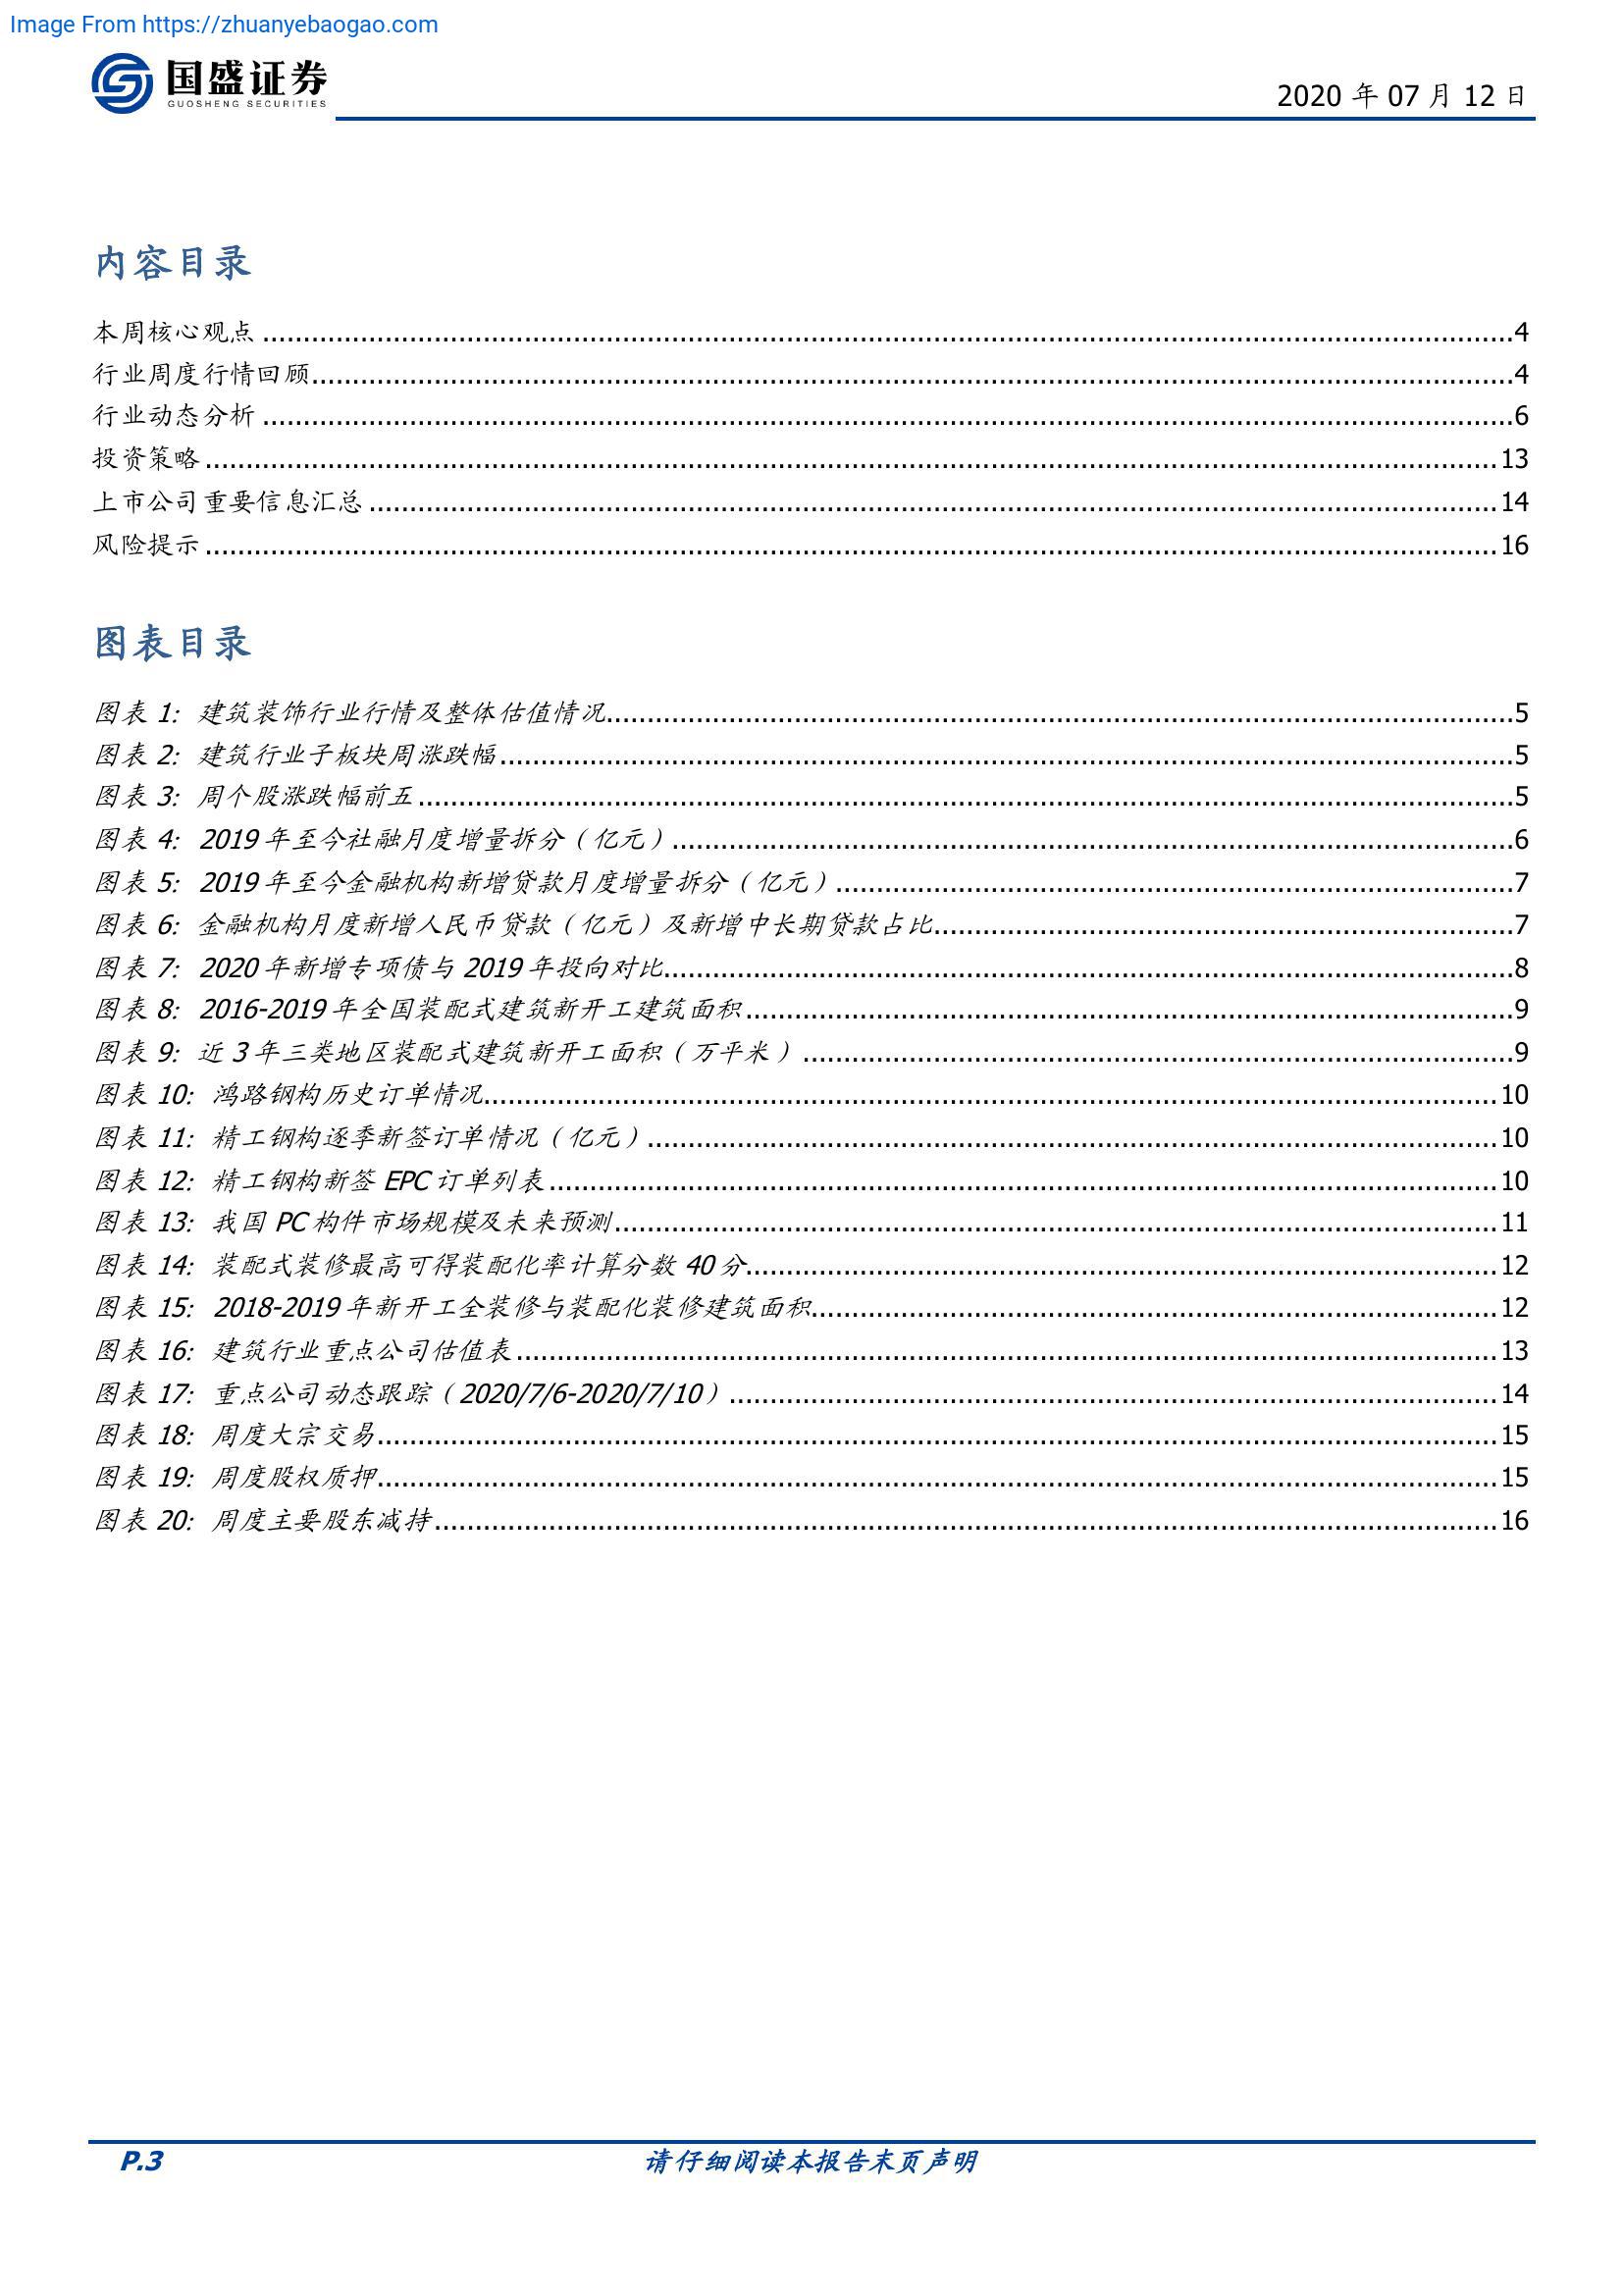 Image From https://zhuanyebaogao.com
国盛证券
GUOSHENG SECURITIES
2020 年 07 月 12 日
内容目录
本周核心观点 ........ 4
行业周度行情回顾 ........ 4
行业动态分析 ........ 6
投资策略 ........ 13
上市公司重要信息汇总 ........ 14
风险提示 ........ 16
图表目录
图表 1: 建筑装饰行业行情及整体估值情况 ........ 5
图表 2: 建筑行业子板块周涨跌幅 ........ 5
图表 3: 周个股涨跌幅前五 ........ 5
图表 4: 2019 年至今社融月度增量拆分（亿元） ........ 6
图表 5: 2019 年至今金融机构新增贷款月度增量拆分（亿元） ........ 7
图表 6: 金融机构月度新增人民币贷款（亿元）及新增中长期贷款占比 ........ 7
图表 7: 2020 年新增专项债与 2019 年投向对比 ........ 8
图表 8: 2016-2019 年全国装配式建筑新开工建筑面积 ........ 9
图表 9: 近 3 年三类地区装配式建筑新开工面积（万平米） ........ 9
图表 10: 鸿路钢构历史订单情况 ........ 10
图表 11: 精工钢构逐季新签订单情况（亿元） ........ 10
图表 12: 精工钢构新签 EPC 订单列表 ........ 10
图表 13: 我国 PC 构件市场规模及未来预测 ........ 11
图表 14: 装配式装修最高可得装配化率计算分数 40 分 ........ 12
图表 15: 2018-2019 年新开工全装修与装配化装修建筑面积 ........ 12
图表 16: 建筑行业重点公司估值表 ........ 13
图表 17: 重点公司动态跟踪（2020/7/6-2020/7/10） ........ 14
图表 18: 周度大宗交易 ........ 15
图表 19: 周度股权质押 ........ 15
图表 20: 周度主要股东减持 ........ 16
P.3
请仔细阅读本报告末页声明